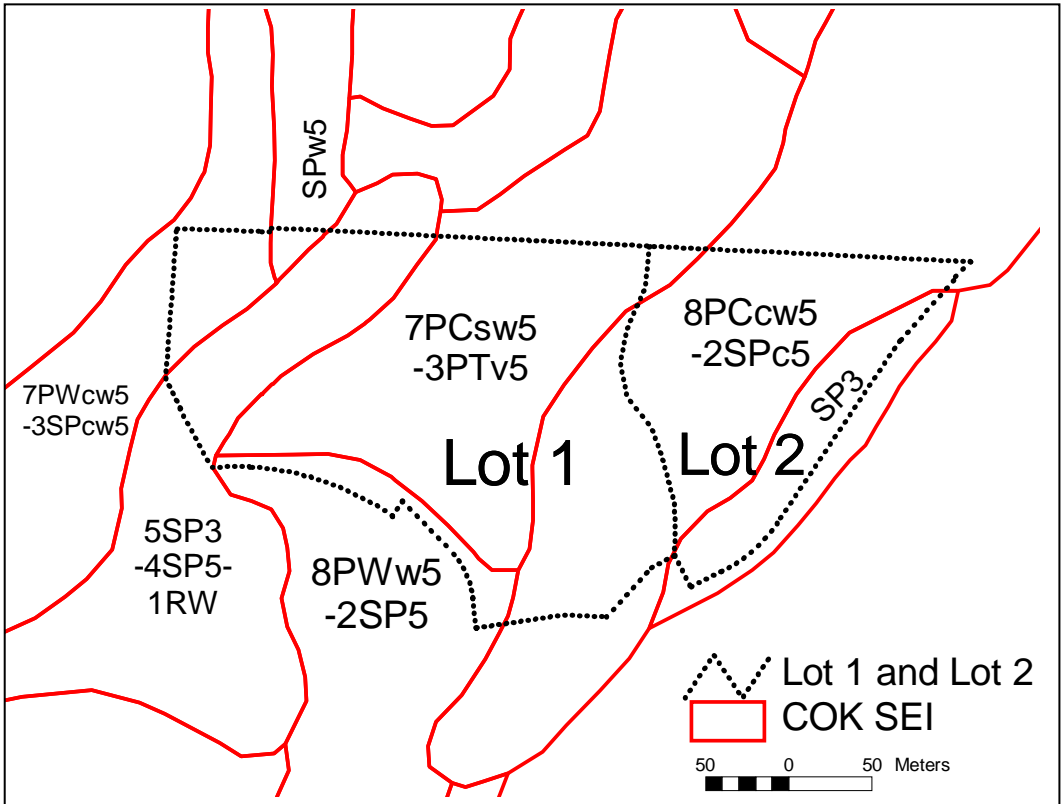 SPw5
7PCsw5
-3PTv5
8PCcw5
-2SPc5
7PWcw5
-3SPcw5
SP3
Lot 1
Lot 2
5SP3
-4SP5-
1RW
8PWw5
-2SP5
Lot 1 and Lot 2
COK SEI
50 0 50 Meters